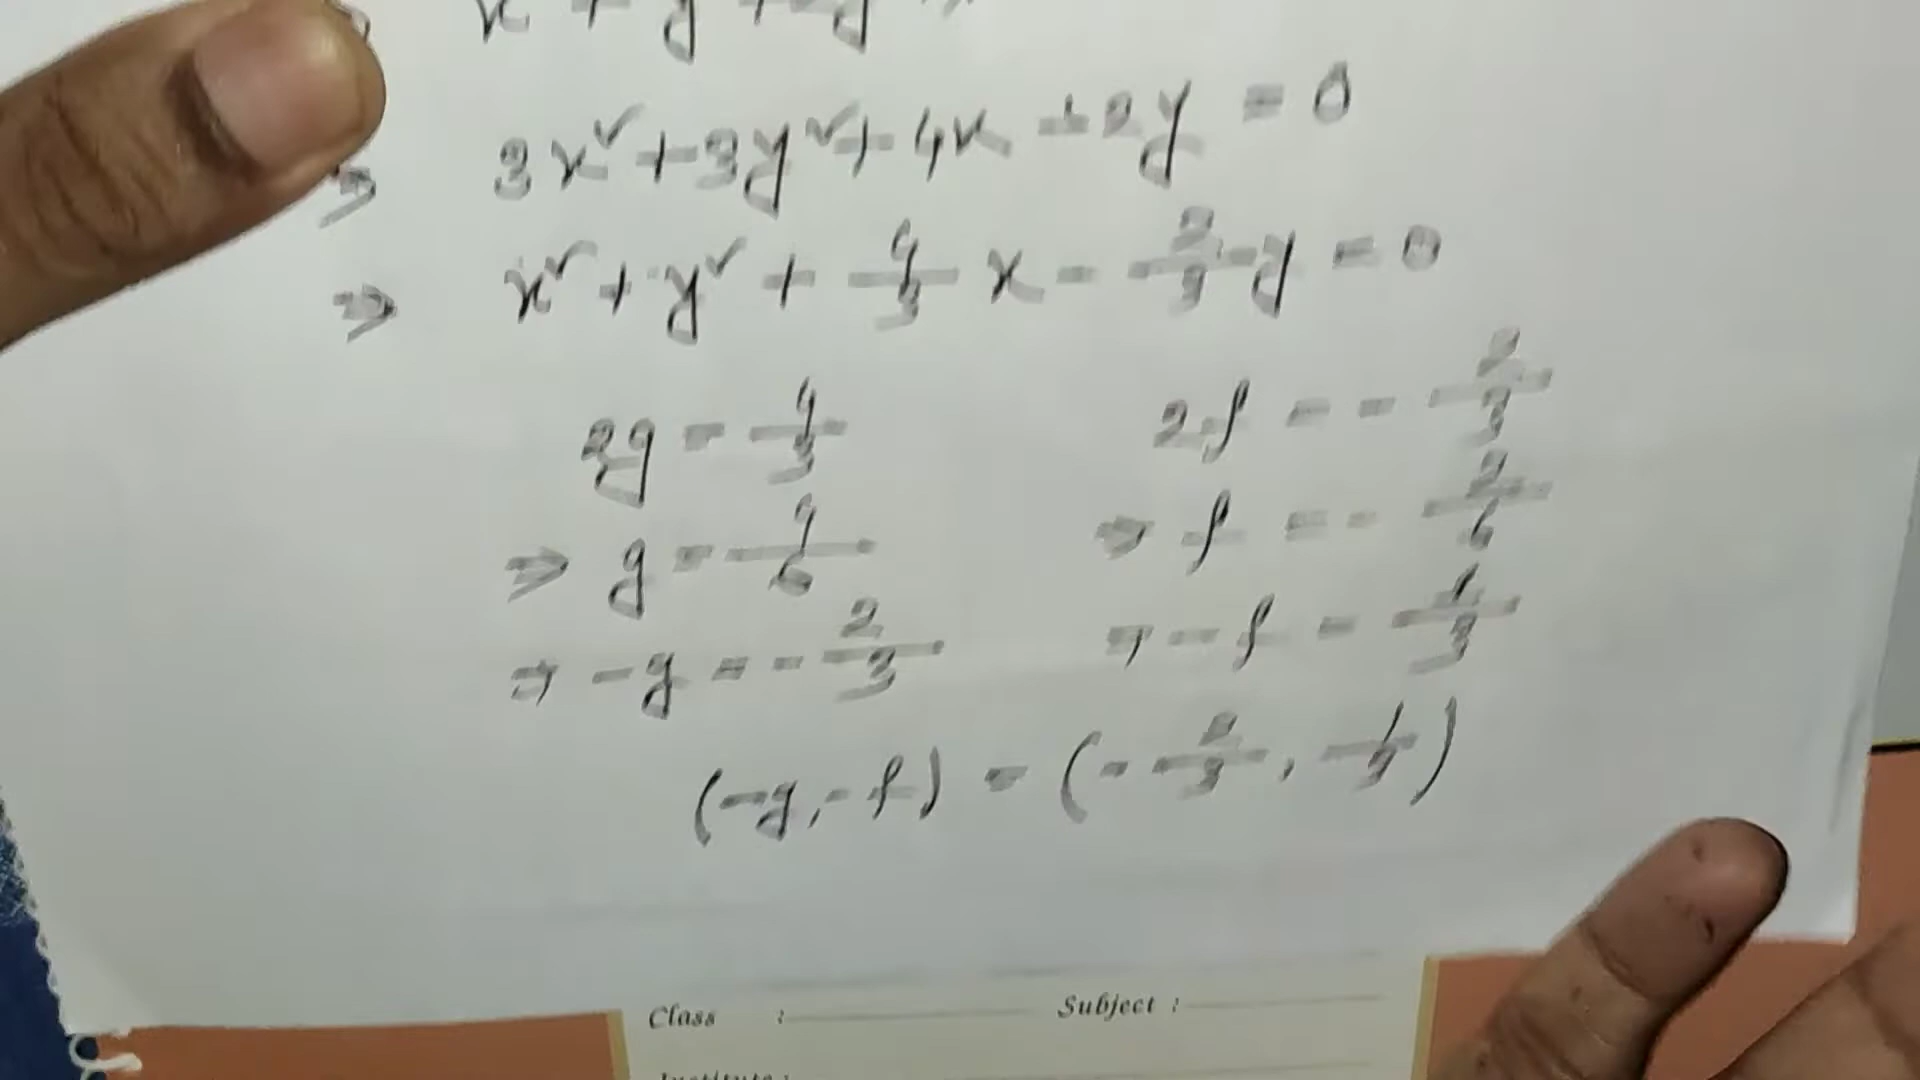 3x² + 3y² + 4x + 2y = 0
⇒ x² + y² + 4/3 x - 2/3 y = 0
2g = 4/3 2f = - 2/3
⇒ g = 4/6 ⇒ f = - 2/6
⇒ -g = - 2/3 ⇒ -f = 1/3
(-g, -f) = (- 2/3, 1/3)
Class : Subject :